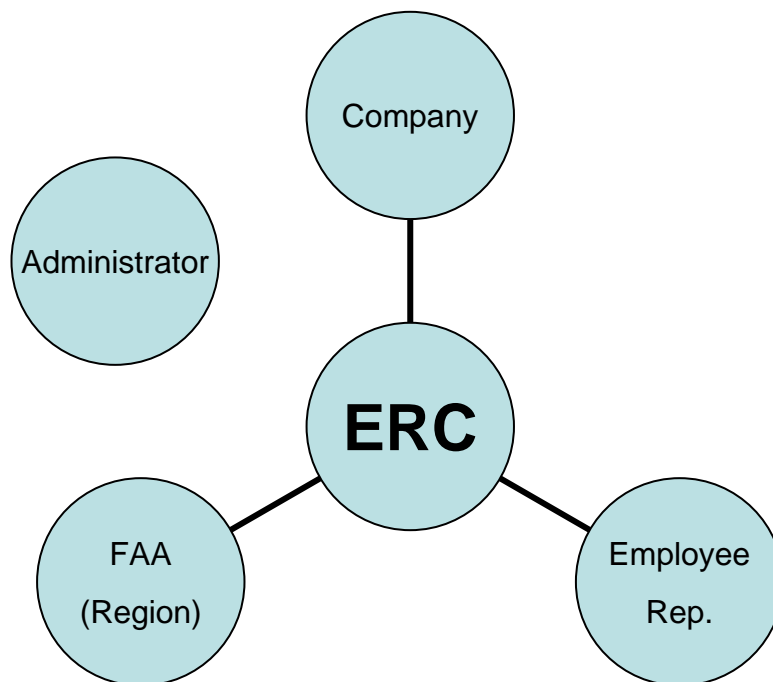 Company
Administrator
ERC
FAA
(Region)
Employee
Rep.